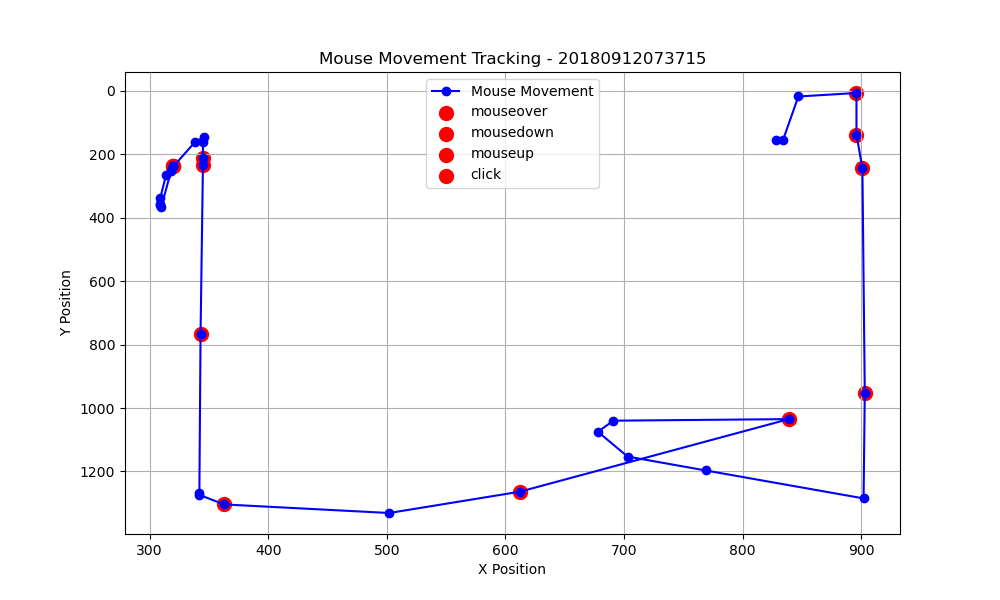 Mouse Movement Tracking - 20180912073715
Mouse Movement
mouseover
mousedown
mouseup
click
0
200
400
600
800
1000
1200
Y Position
300 400 500 600 700 800 900
X Position